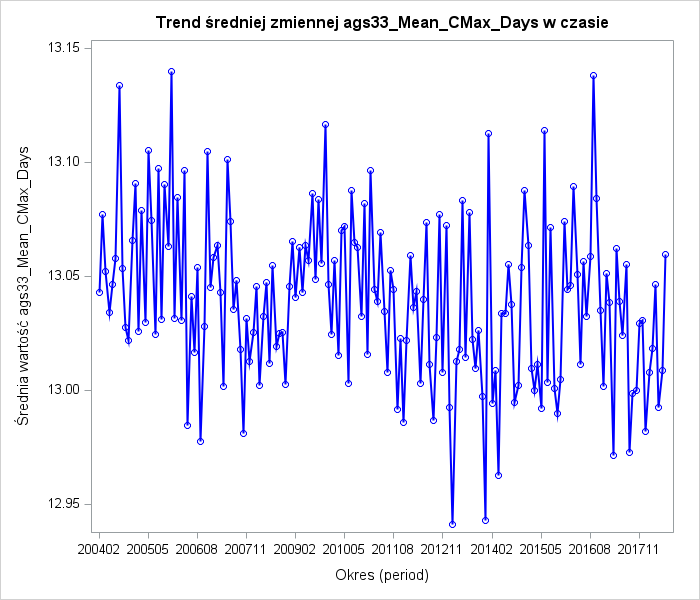 Trend średniej zmiennej ags33_Mean_CMax_Days w czasie
Średnia wartość ags33_Mean_CMax_Days
13.15
13.10
13.05
13.00
12.95
200402 200505 200608 200711 200902 201005 201108 201211 201402 201505 201608 201711
Okres (period)